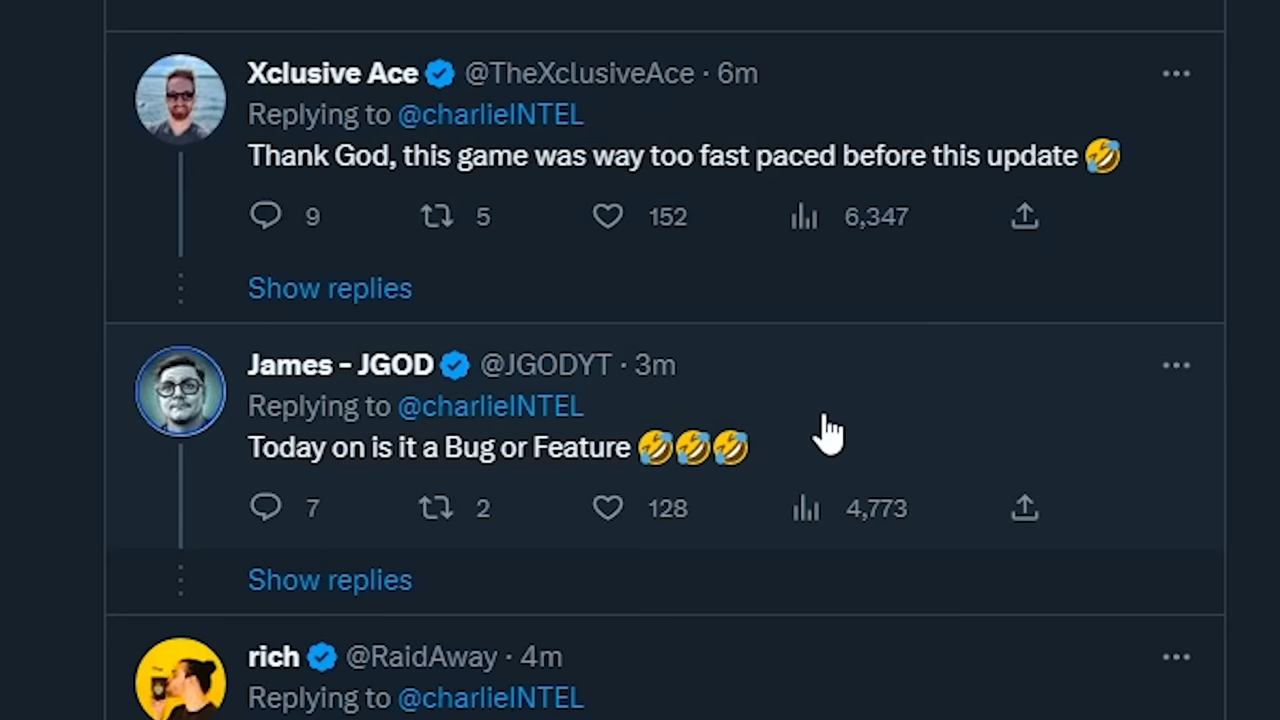 Xclusive Ace @TheXclusiveAce · 6m
Replying to @charlieINTEL
Thank God, this game was way too fast paced before this update 🤣
9 5 152 6,347
Show replies
James - JGOD @JGODYT · 3m
Replying to @charlieINTEL
Today on is it a Bug or Feature 🤣🤣🤣
7 2 128 4,773
Show replies
rich @RaidAway · 4m
Replying to @charlieINTEL